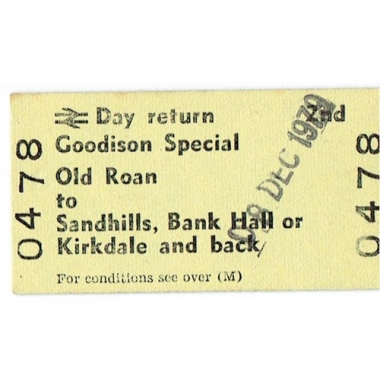 Day return 2nd
Goodison Special
Old Roan
to
Sandhills, Bank Hall or
Kirkdale and back
For conditions see over (M)
0478
0478
DEC 1979